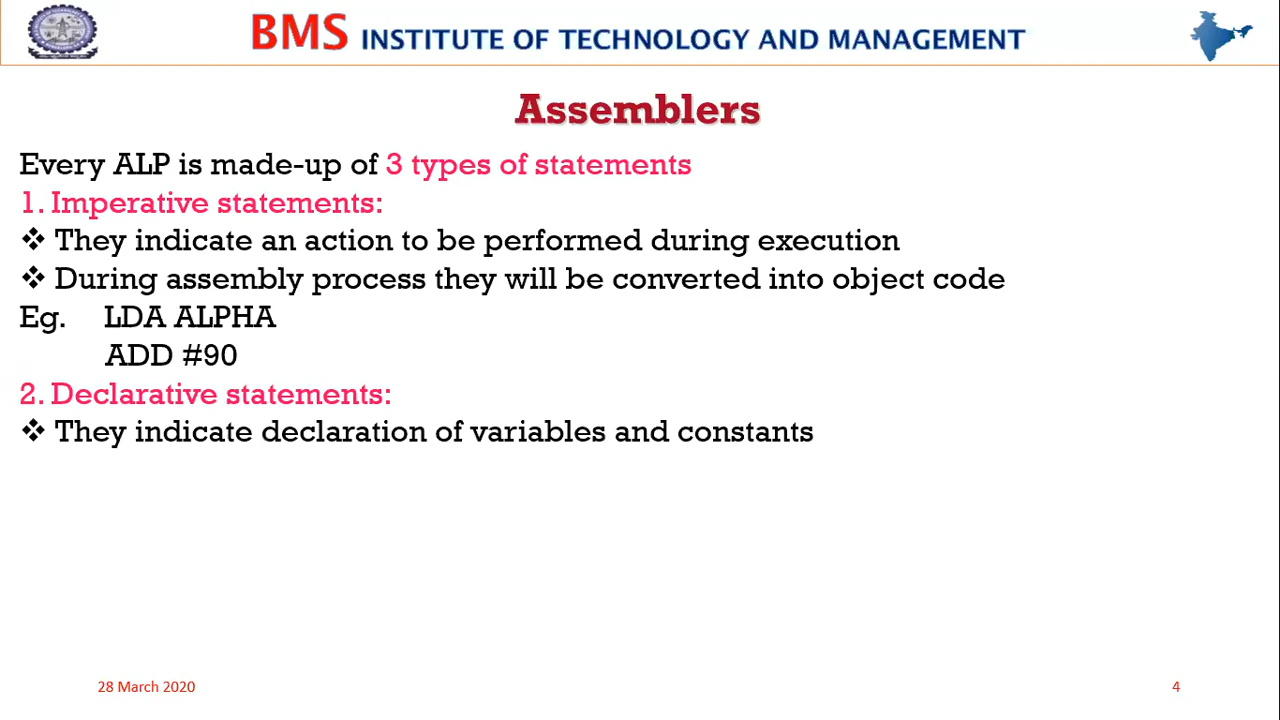 BMS INSTITUTE OF TECHNOLOGY AND MANAGEMENT
Assemblers
Every ALP is made-up of 3 types of statements
1. Imperative statements:
❖ They indicate an action to be performed during execution
❖ During assembly process they will be converted into object code
Eg. LDA ALPHA
ADD #90
2. Declarative statements:
❖ They indicate declaration of variables and constants
28 March 2020
4